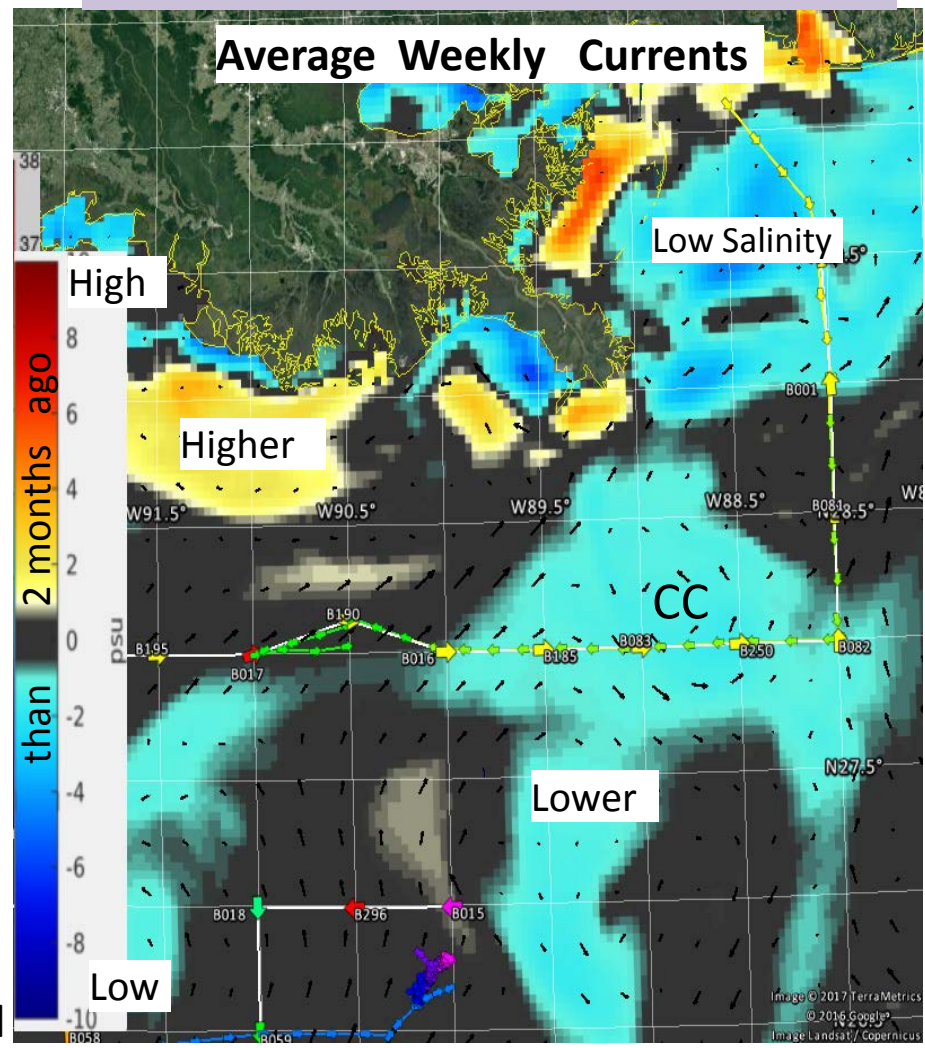 Average Weekly Currents
38
37
Low Salinity
High
8
6
4
2
0
-2
-4
-6
-8
-10
than 2 months ago
psu
Higher
B001
W91.5°
W90.5°
W89.5°
W88.5°
B081
N28.5°
CC
B190
B195
B017
B016
B185
B083
B250
B082
N27.5°
Lower
B018
B296
B015
Low
B058
B059
Image © 2017 TerraMetrics
© 2016 Google
Image Landsat / Copernicus